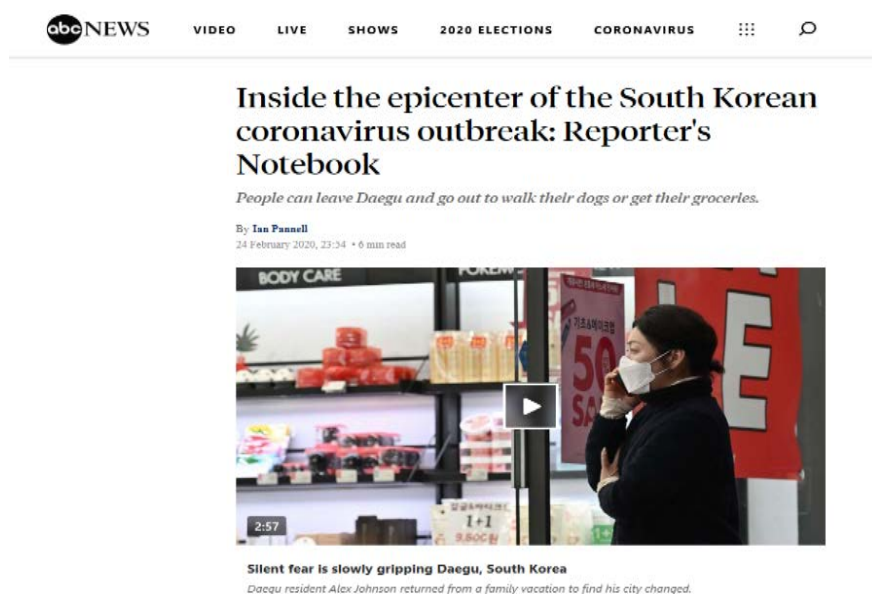 abc NEWS VIDEO LIVE SHOWS 2020 ELECTIONS CORONAVIRUS
Inside the epicenter of the South Korean
coronavirus outbreak: Reporter's
Notebook
People can leave Daegu and go out to walk their dogs or get their groceries.
By Ian Pannell
24 February 2020, 23:34 • 6 min read
BODY CARE
50
SA
E
1+1
2:57
Silent fear is slowly gripping Daegu, South Korea
Daegu resident Alex Johnson returned from a family vacation to find his city changed.